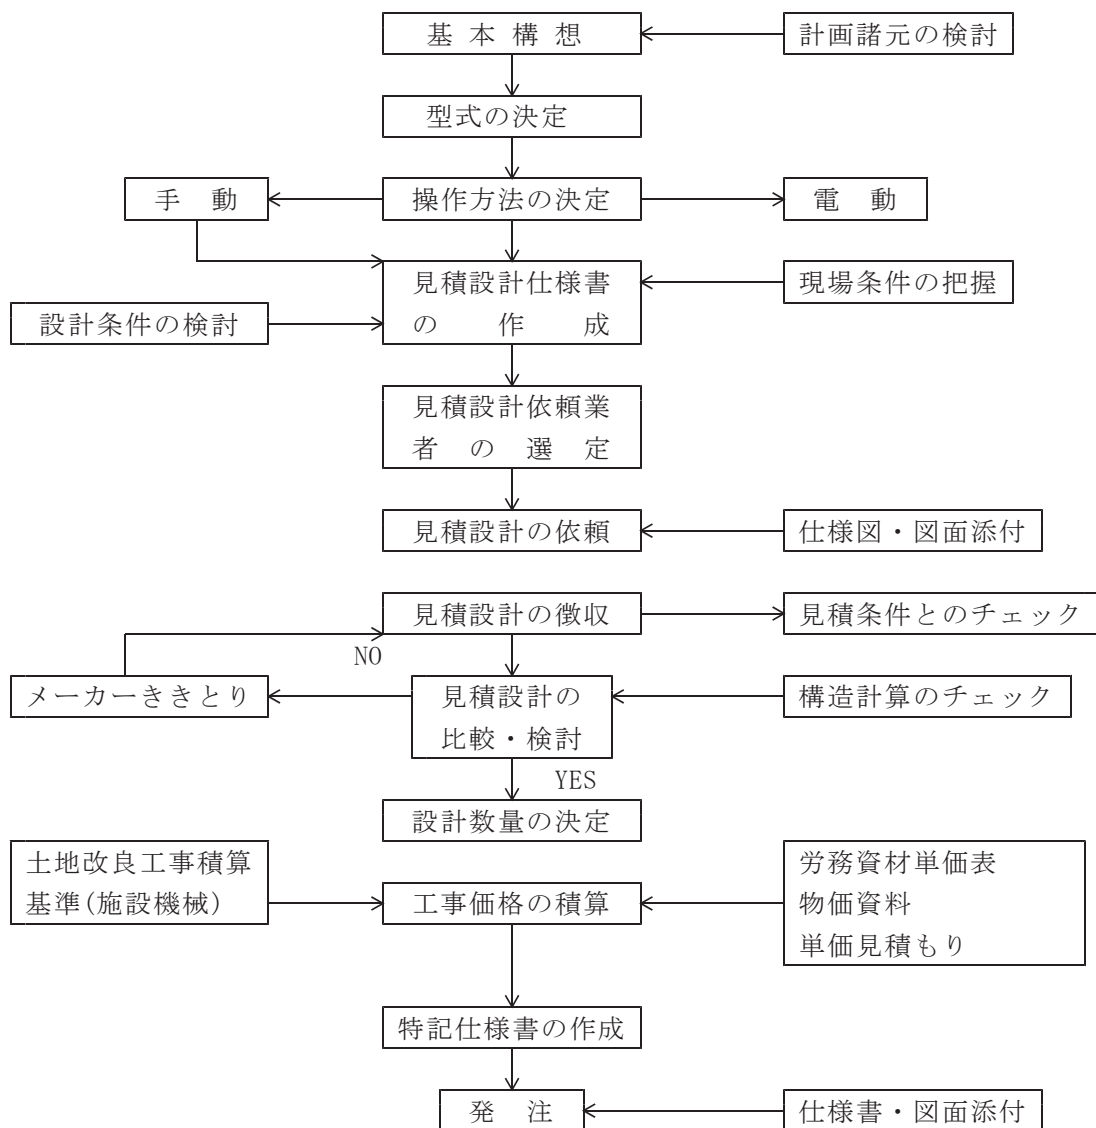 基 本 構 想
計画諸元の検討
型式の決定
手 動
操作方法の決定
電 動
見積設計仕様書
の 作 成
現場条件の把握
設計条件の検討
見積設計依頼業
者 の 選 定
見積設計の依頼
仕様図・図面添付
見積設計の徴収
見積条件とのチェック
NO
メーカーききとり
見積設計の
比較・検討
構造計算のチェック
YES
設計数量の決定
土地改良工事積算
基準(施設機械)
工事価格の積算
労務資材単価表
物価資料
単価見積もり
特記仕様書の作成
発 注
仕様書・図面添付